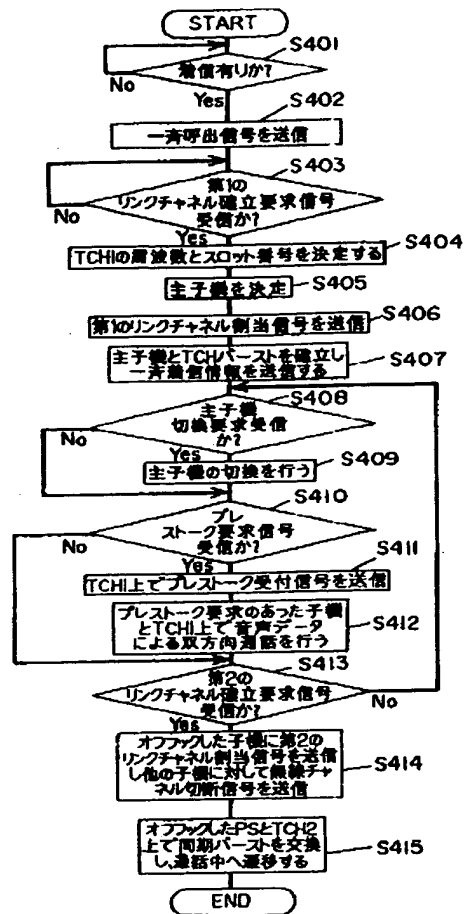 START
S401
着信有りか?
No
Yes
S402
一斉呼出信号を送信
S403
第1の
リンクチャネル確立要求信号
受信か?
No
Yes
S404
TCH1の周波数とスロット番号を決定する
S405
主子機を決定
S406
第1のリンクチャネル割当信号を送信
主子機とTCHバーストを確立し
一斉着信情報を送信する
S407
S408
主子機
切換要求受信
か?
No
Yes
S409
主子機の切換を行う
S410
プレ
ストーク要求信号
受信か?
No
Yes
S411
TCH1上でプレストーク受付信号を送信
プレストーク要求のあった子機
とTCH1上で音声データ
による双方向通話を行う
S412
S413
第2の
リンクチャネル確立要求信号
受信か?
No
Yes
オフフックした子機に第2の
リンクチャネル割当信号を送信
し他の子機に対して無線チャ
ネル切断信号を送信
S414
オフフックしたPSとTCH2
上で同期バーストを交換
し、通話中へ遷移する
S415
END